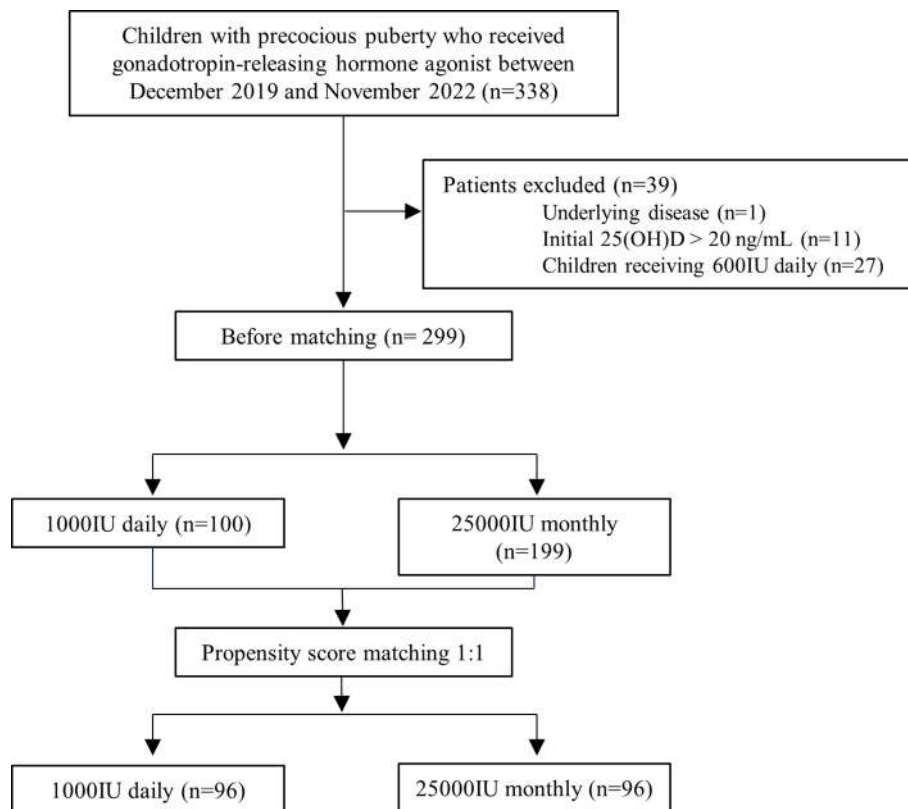 Children with precocious puberty who received
gonadotropin-releasing hormone agonist between
December 2019 and November 2022 (n=338)
Patients excluded (n=39)
Underlying disease (n=1)
Initial 25(OH)D > 20 ng/mL (n=11)
Children receiving 600IU daily (n=27)
Before matching (n= 299)
1000IU daily (n=100)
25000IU monthly
(n=199)
Propensity score matching 1:1
1000IU daily (n=96)
25000IU monthly (n=96)